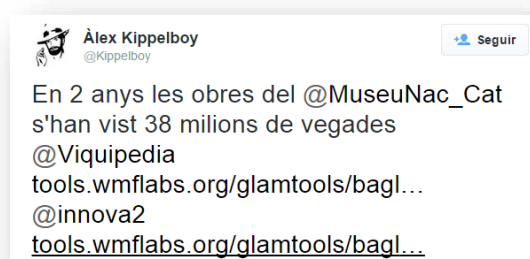 Àlex Kippelboy
@Kippelboy
Seguir
En 2 anys les obres del @MuseuNac_Cat
s'han vist 38 milions de vegades
@Viquipedia
tools.wmflabs.org/glamtools/bagl…
@innova2
tools.wmflabs.org/glamtools/bagl…